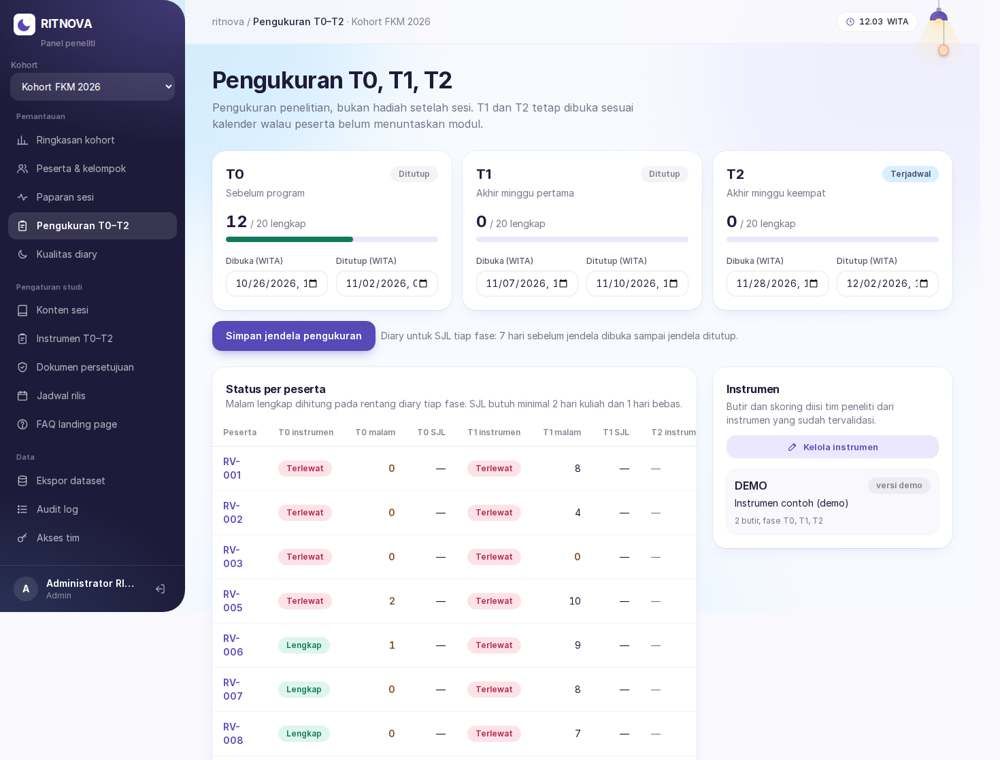 RITNOVA
Panel peneliti
Kohort
Kohort FKM 2026
Pemantauan
Ringkasan kohort
Peserta & kelompok
Paparan sesi
Pengukuran T0–T2
Kualitas diary
Pengaturan studi
Konten sesi
Instrumen T0–T2
Dokumen persetujuan
Jadwal rilis
FAQ landing page
Data
Ekspor dataset
Audit log
Akses tim
A
Administrator RI...
Admin
ritnova / Pengukuran T0–T2 · Kohort FKM 2026
12.03 WITA
Pengukuran T0, T1, T2
Pengukuran penelitian, bukan hadiah setelah sesi. T1 dan T2 tetap dibuka sesuai
kalender walau peserta belum menuntaskan modul.
T0 Ditutup
Sebelum program
12 / 20 lengkap
Dibuka (WITA) Ditutup (WITA)
10/26/2026, 1 11/02/2026, 0
T1 Ditutup
Akhir minggu pertama
0 / 20 lengkap
Dibuka (WITA) Ditutup (WITA)
11/07/2026, 1 11/10/2026, 1
T2 Terjadwal
Akhir minggu keempat
0 / 20 lengkap
Dibuka (WITA) Ditutup (WITA)
11/28/2026, 1 12/02/2026, 1
Simpan jendela pengukuran Diary untuk SJL tiap fase: 7 hari sebelum jendela dibuka sampai jendela ditutup.
Status per peserta
Malam lengkap dihitung pada rentang diary tiap fase. SJL butuh minimal 2 hari kuliah dan 1 hari bebas.
Peserta T0 instrumen T0 malam T0 SJL T1 instrumen T1 malam T1 SJL T2 instrum
RV-
001 Terlewat 0 — Terlewat 8 — —
RV-
002 Terlewat 0 — Terlewat 4 — —
RV-
003 Terlewat 0 — Terlewat 0 — —
RV-
005 Terlewat 2 — Terlewat 10 — —
RV-
006 Lengkap 1 — Terlewat 9 — —
RV-
007 Lengkap 0 — Terlewat 8 — —
RV-
008 Lengkap 0 — Terlewat 7 — —
Instrumen
Butir dan skoring diisi tim peneliti dari
instrumen yang sudah tervalidasi.
Kelola instrumen
DEMO versi demo
Instrumen contoh (demo)
2 butir, fase T0, T1, T2